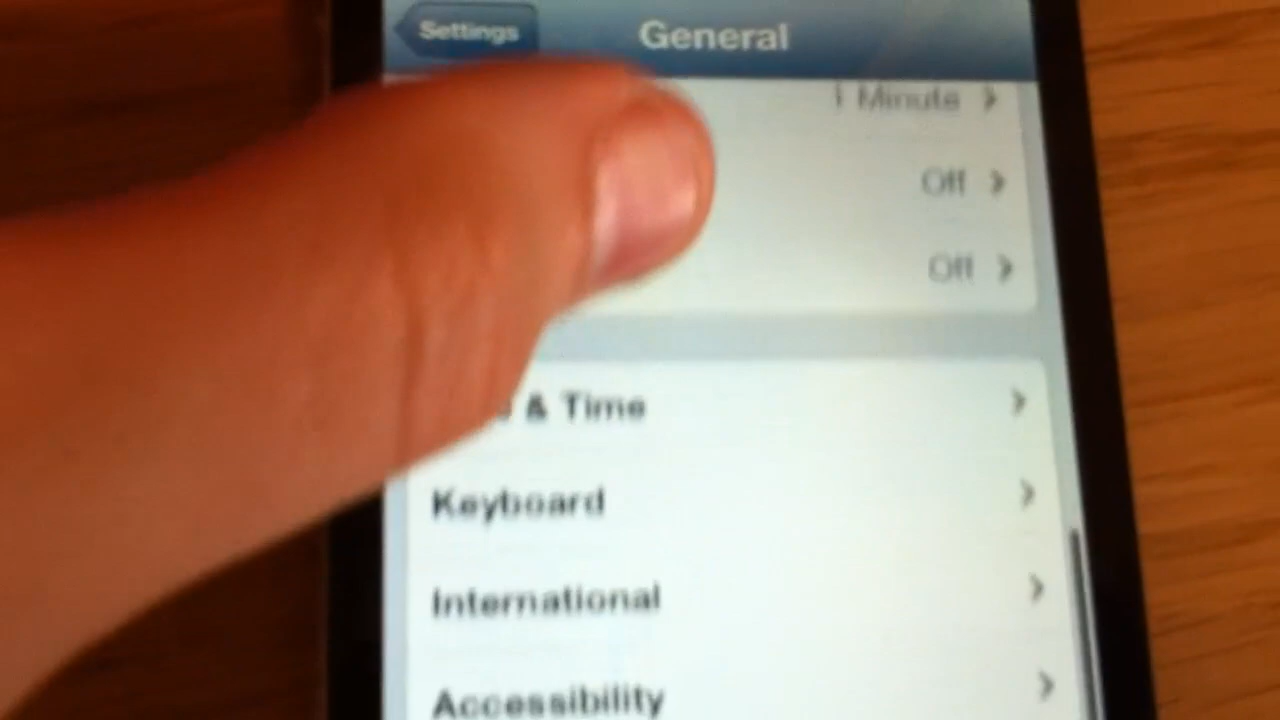 Settings
General
1 Minute
Off
Off
& Time
Keyboard
International
Accessibility